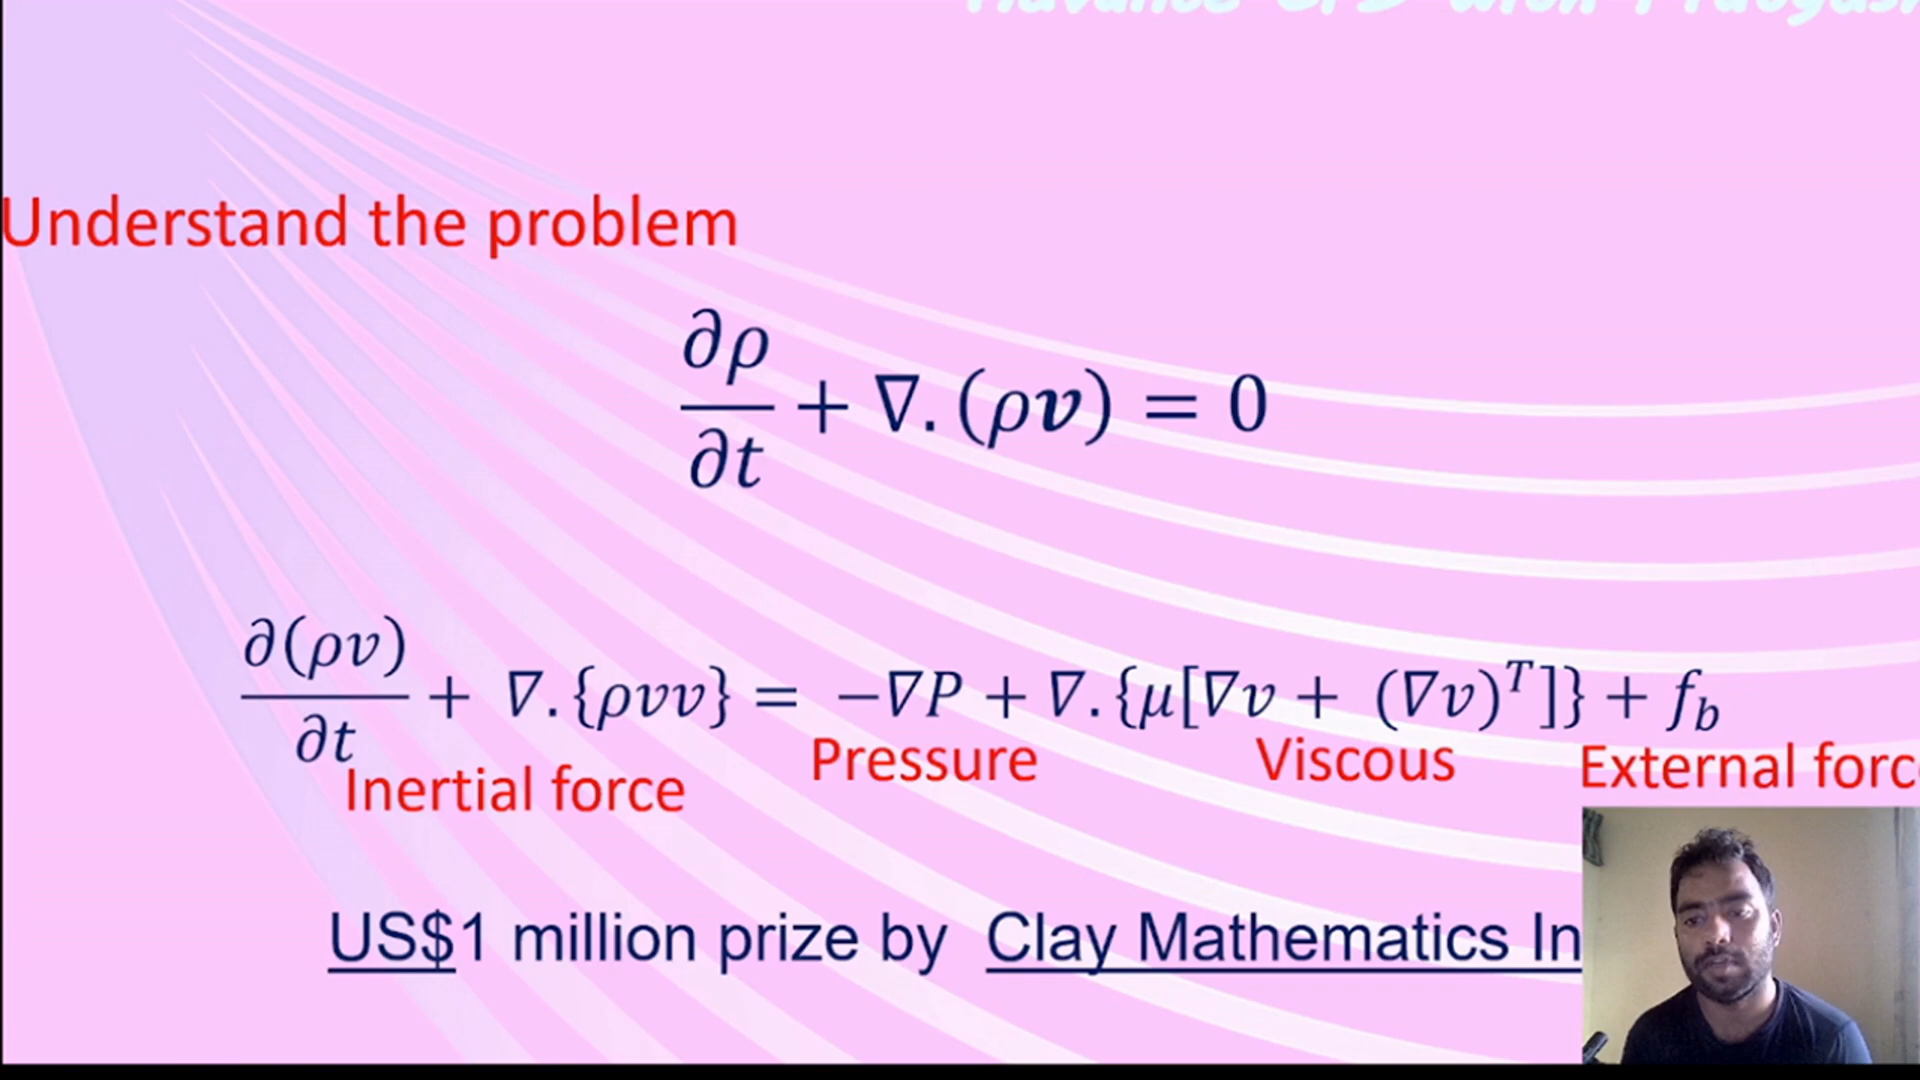 Understand the problem
∂ρ/∂t + ∇.(ρv) = 0
∂(ρv)/∂t + ∇.{ρvv} = −∇P + ∇.{μ[∇v + (∇v)ᵀ]} + f_b
Inertial force Pressure Viscous External forc
US$1 million prize by Clay Mathematics In